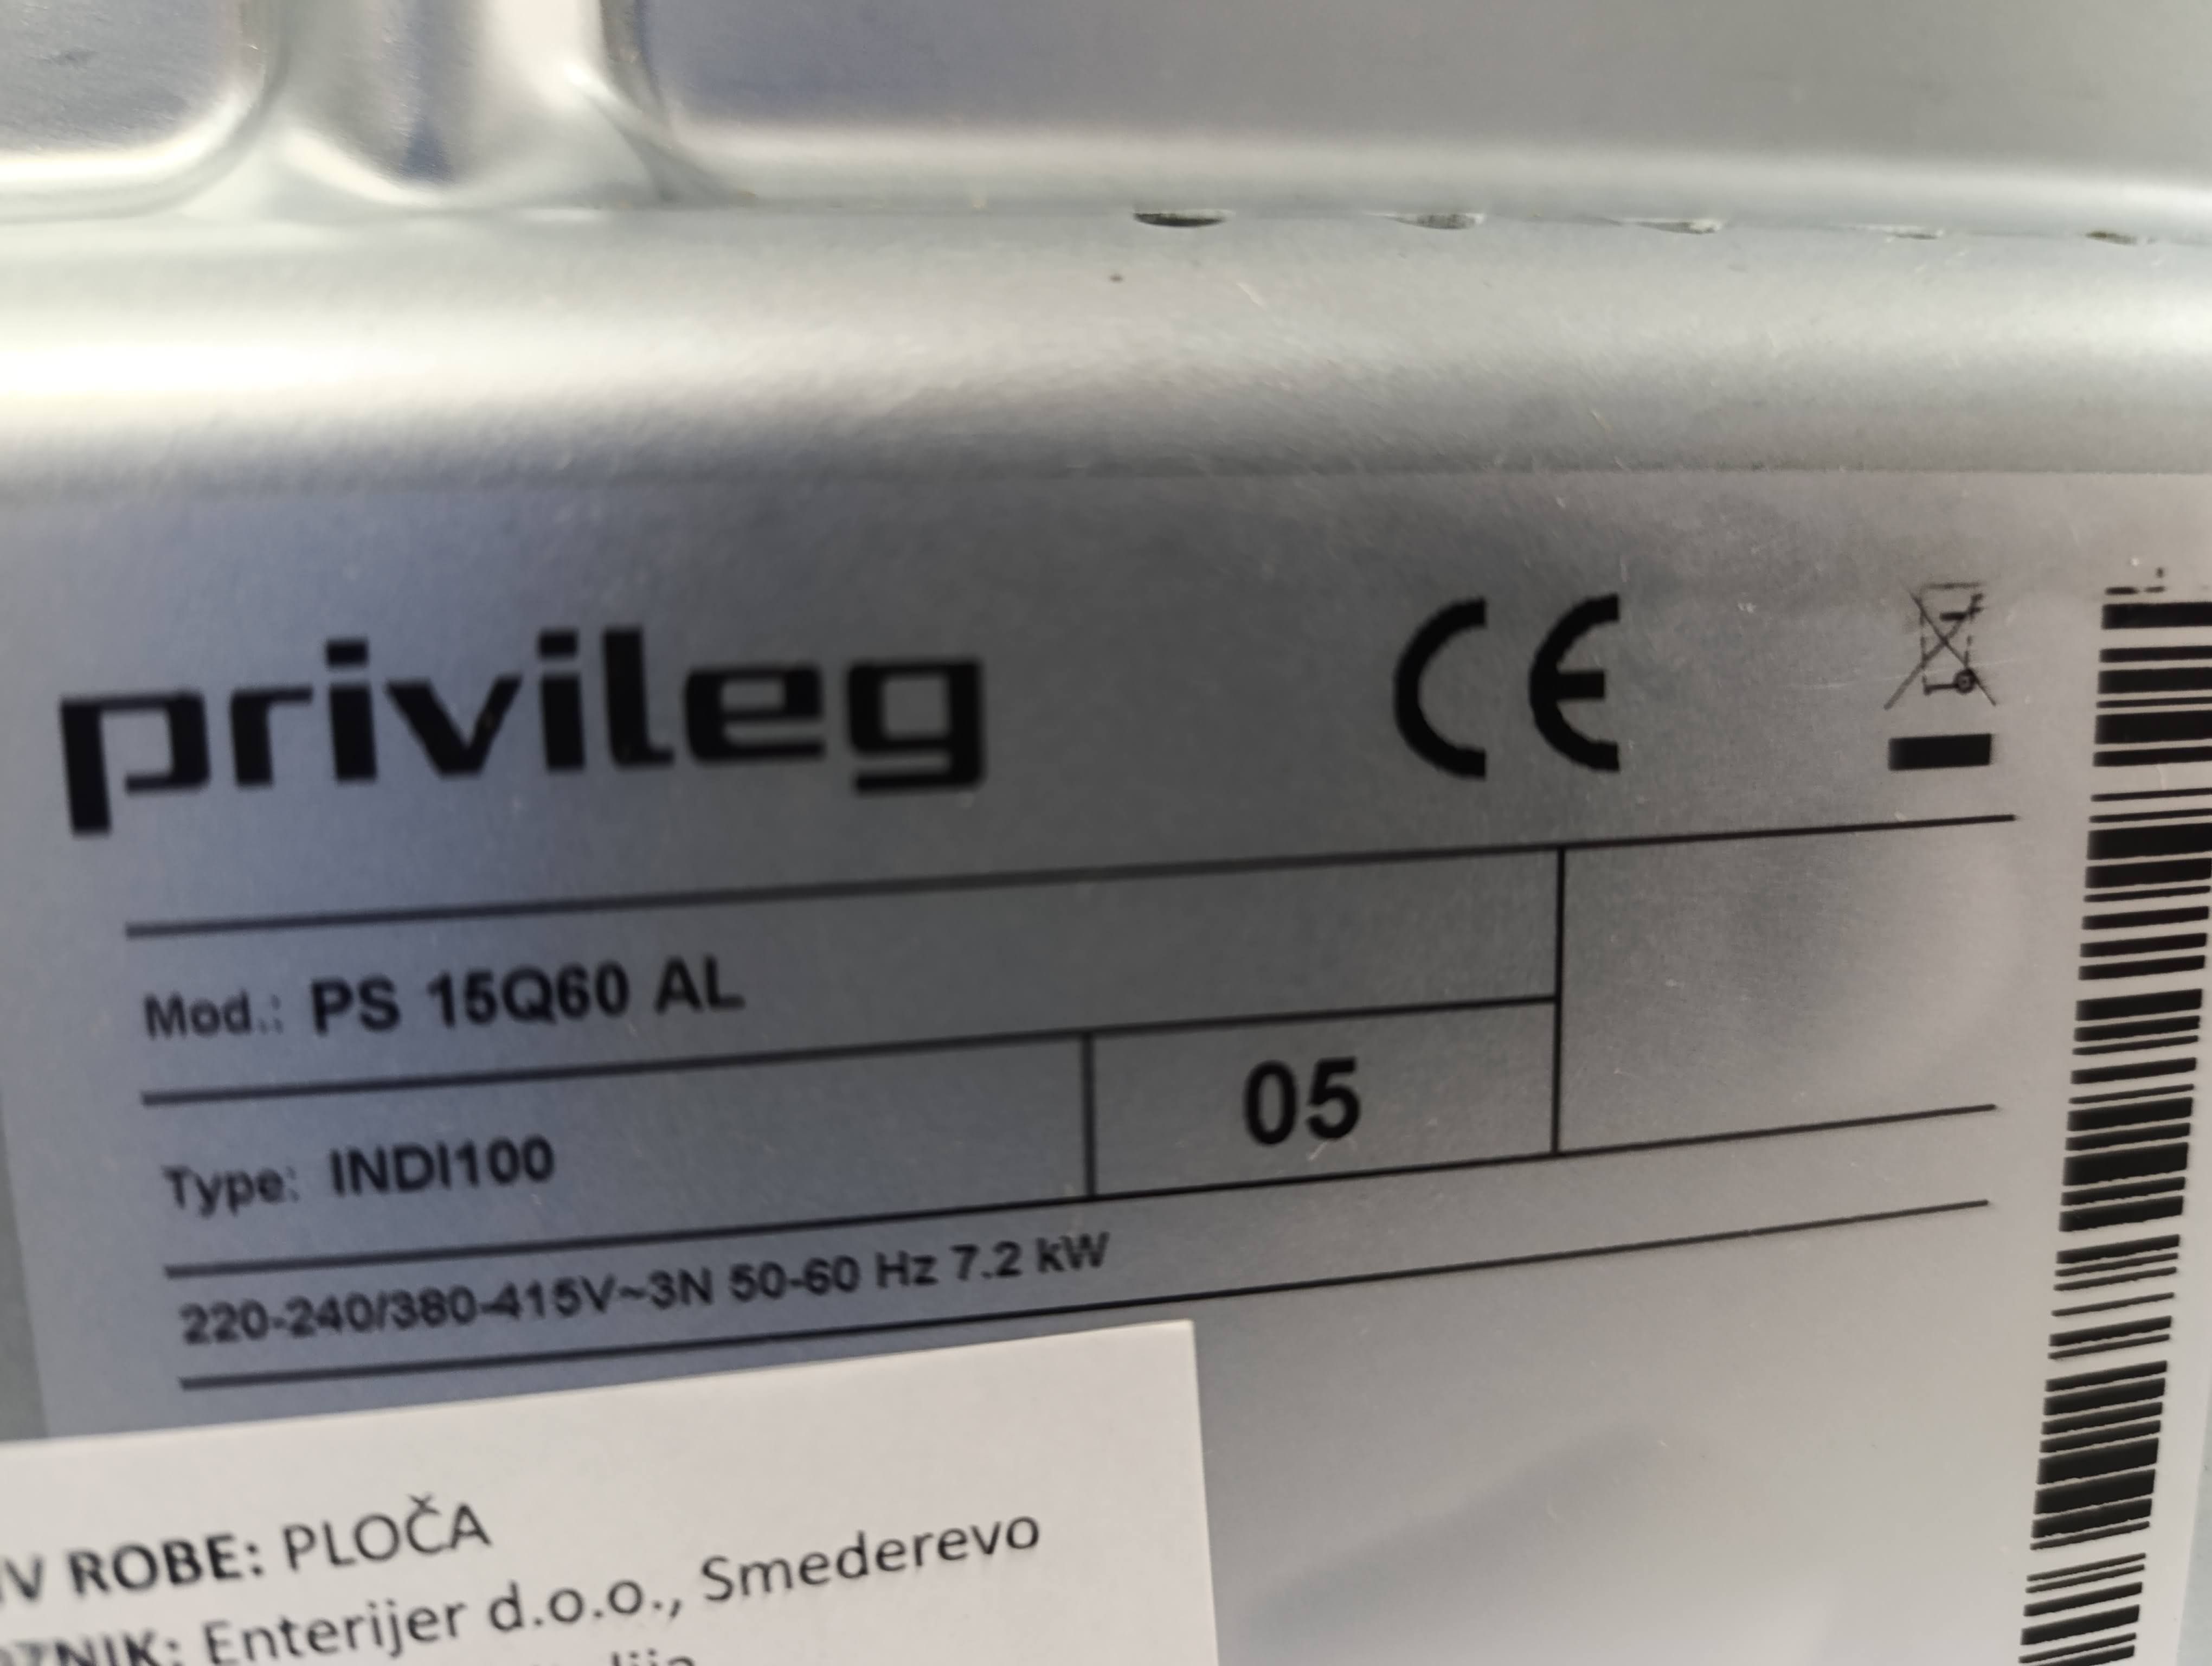 privileg CE
Mod.: PS 15Q60 AL
Type: INDI100 05
220-240/380-415V~3N 50-60 Hz 7.2 kW
ROBE: PLOČA
Enterijer d.o.o., Smederevo